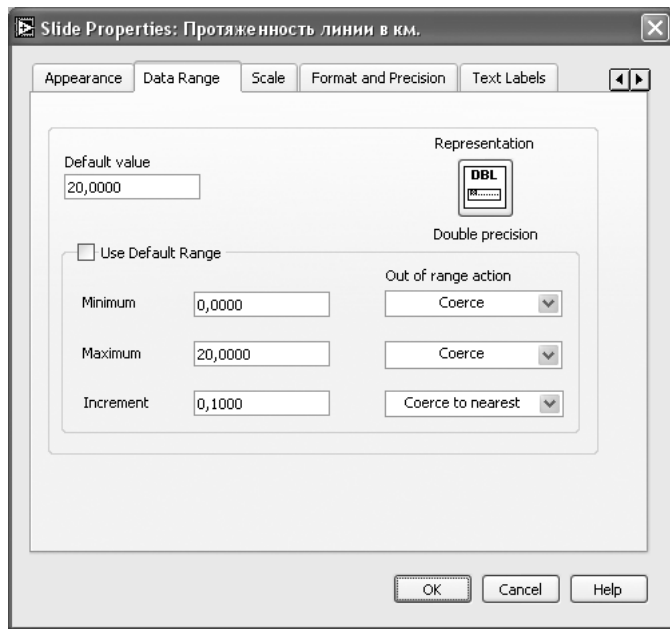 Slide Properties: Протяженность линии в км.
Appearance Data Range Scale Format and Precision Text Labels
Representation
Default value
20,0000
DBL
Double precision
Use Default Range
Out of range action
Minimum 0,0000 Coerce
Maximum 20,0000 Coerce
Increment 0,1000 Coerce to nearest
OK Cancel Help